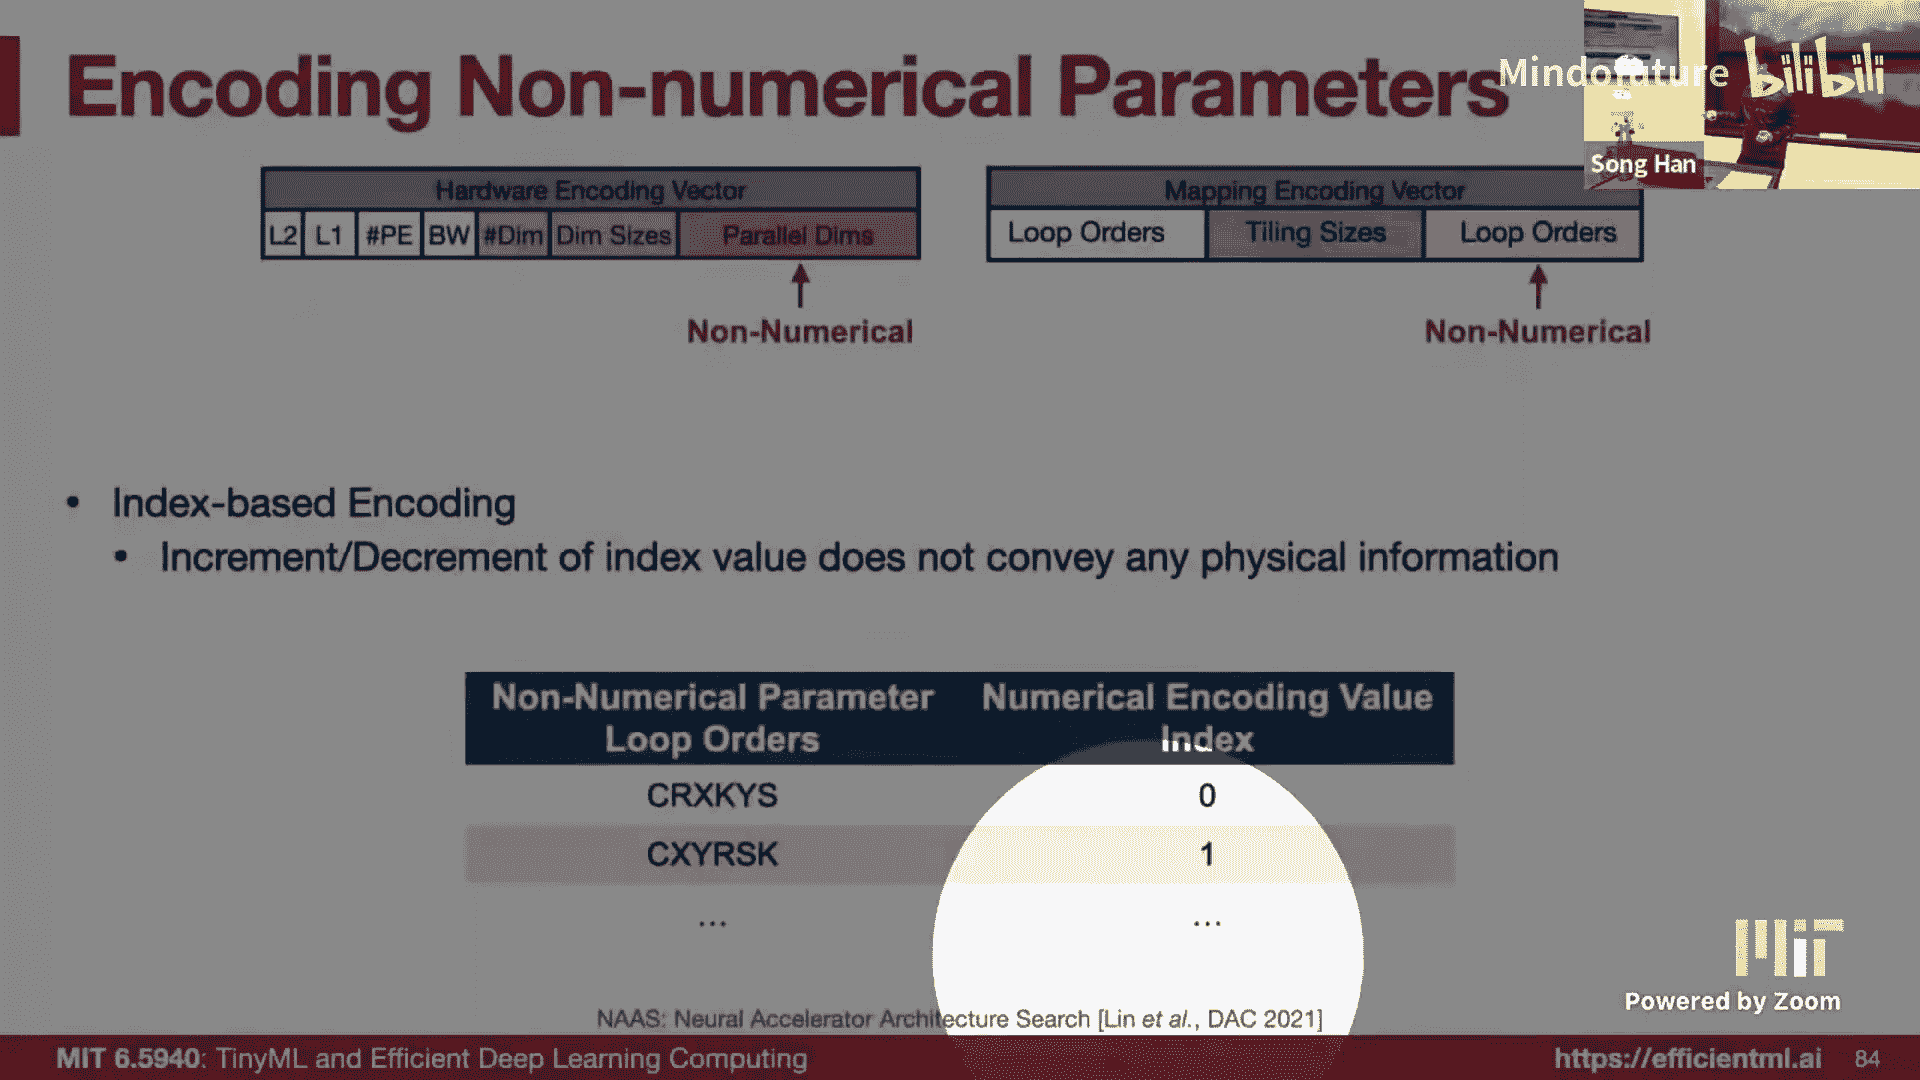 Encoding Non-numerical Parameters
Mindofuture bilibili
Song Han
Hardware Encoding Vector
L2 L1 #PE BW #Dim Dim Sizes Parallel Dims
Non-Numerical
Mapping Encoding Vector
Loop Orders Tiling Sizes Loop Orders
Non-Numerical
• Index-based Encoding
• Increment/Decrement of index value does not convey any physical information
Non-Numerical Parameter Numerical Encoding Value
Loop Orders Index
CRXKYS 0
CXYRSK 1
... ...
NAAS: Neural Accelerator Architecture Search [Lin et al., DAC 2021]
MIT
Powered by Zoom
MIT 6.5940: TinyML and Efficient Deep Learning Computing
https://efficientml.ai 84